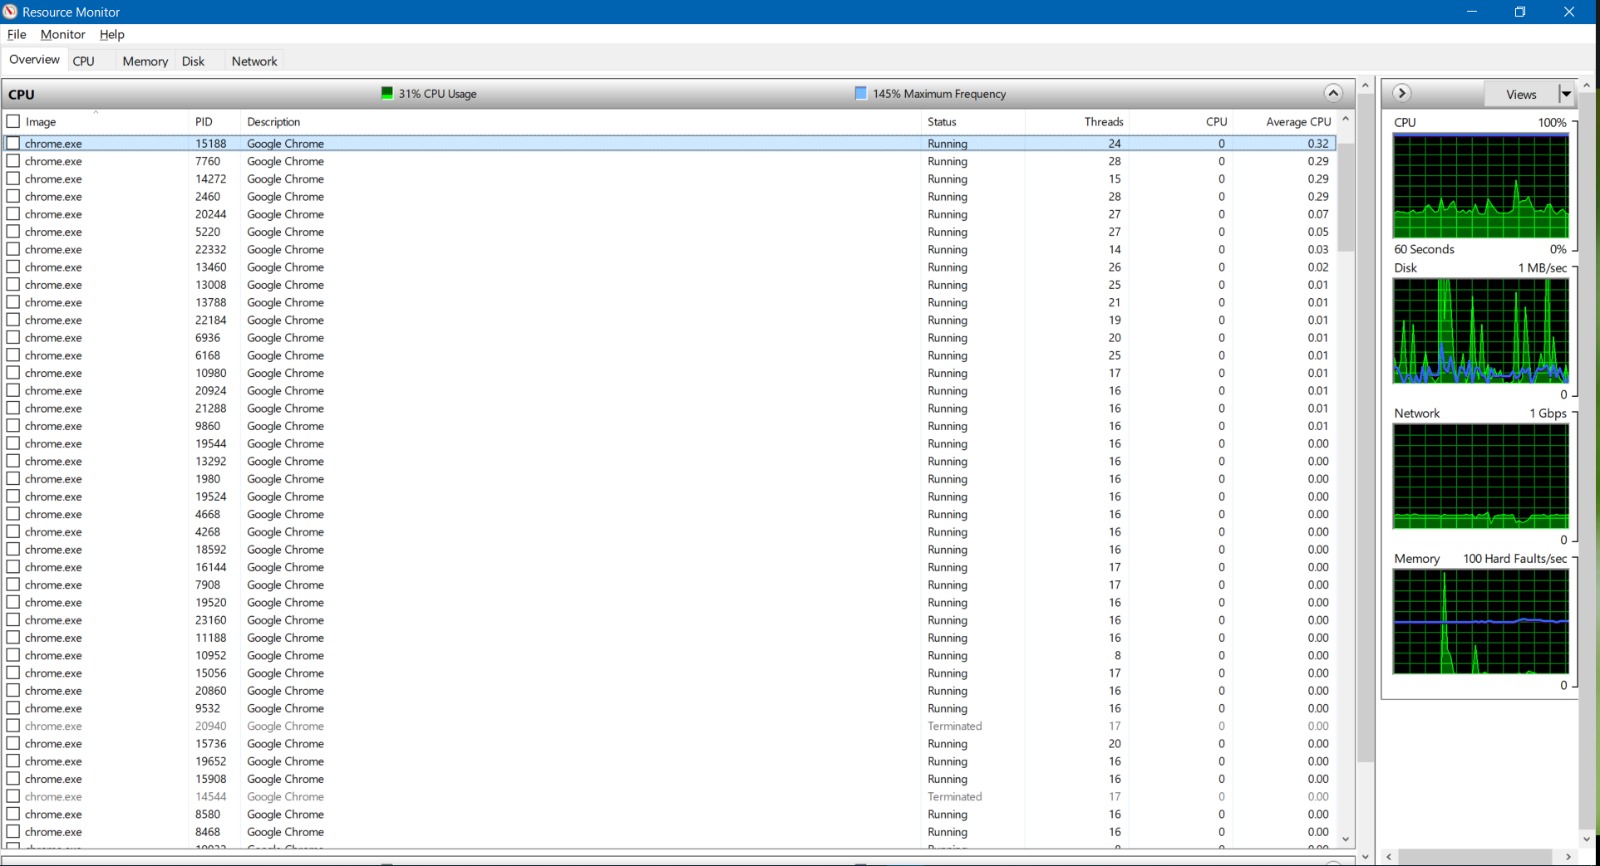 Resource Monitor
File Monitor Help
Overview CPU Memory Disk Network
CPU 31% CPU Usage 145% Maximum Frequency
Image PID Description Status Threads CPU Average CPU
chrome.exe 15188 Google Chrome Running 24 0 0.32
chrome.exe 7760 Google Chrome Running 28 0 0.29
chrome.exe 14272 Google Chrome Running 15 0 0.29
chrome.exe 2460 Google Chrome Running 28 0 0.29
chrome.exe 20244 Google Chrome Running 27 0 0.07
chrome.exe 5220 Google Chrome Running 27 0 0.05
chrome.exe 22332 Google Chrome Running 14 0 0.03
chrome.exe 13460 Google Chrome Running 26 0 0.02
chrome.exe 13008 Google Chrome Running 25 0 0.01
chrome.exe 13788 Google Chrome Running 21 0 0.01
chrome.exe 22184 Google Chrome Running 19 0 0.01
chrome.exe 6936 Google Chrome Running 20 0 0.01
chrome.exe 6168 Google Chrome Running 25 0 0.01
chrome.exe 10980 Google Chrome Running 17 0 0.01
chrome.exe 20924 Google Chrome Running 16 0 0.01
chrome.exe 21288 Google Chrome Running 16 0 0.01
chrome.exe 9860 Google Chrome Running 16 0 0.01
chrome.exe 19544 Google Chrome Running 16 0 0.00
chrome.exe 13292 Google Chrome Running 16 0 0.00
chrome.exe 1980 Google Chrome Running 16 0 0.00
chrome.exe 19524 Google Chrome Running 16 0 0.00
chrome.exe 4668 Google Chrome Running 16 0 0.00
chrome.exe 4268 Google Chrome Running 16 0 0.00
chrome.exe 18592 Google Chrome Running 16 0 0.00
chrome.exe 16144 Google Chrome Running 17 0 0.00
chrome.exe 7908 Google Chrome Running 17 0 0.00
chrome.exe 19520 Google Chrome Running 16 0 0.00
chrome.exe 23160 Google Chrome Running 16 0 0.00
chrome.exe 11188 Google Chrome Running 16 0 0.00
chrome.exe 10952 Google Chrome Running 8 0 0.00
chrome.exe 15056 Google Chrome Running 17 0 0.00
chrome.exe 20860 Google Chrome Running 16 0 0.00
chrome.exe 9532 Google Chrome Running 16 0 0.00
chrome.exe 20940 Google Chrome Terminated 17 0 0.00
chrome.exe 15736 Google Chrome Running 20 0 0.00
chrome.exe 19652 Google Chrome Running 16 0 0.00
chrome.exe 15908 Google Chrome Running 16 0 0.00
chrome.exe 14544 Google Chrome Terminated 17 0 0.00
chrome.exe 8580 Google Chrome Running 16 0 0.00
chrome.exe 8468 Google Chrome Running 16 0 0.00
Views
CPU 100%
60 Seconds 0%
Disk 1 MB/sec
0
Network 1 Gbps
0
Memory 100 Hard Faults/sec
0